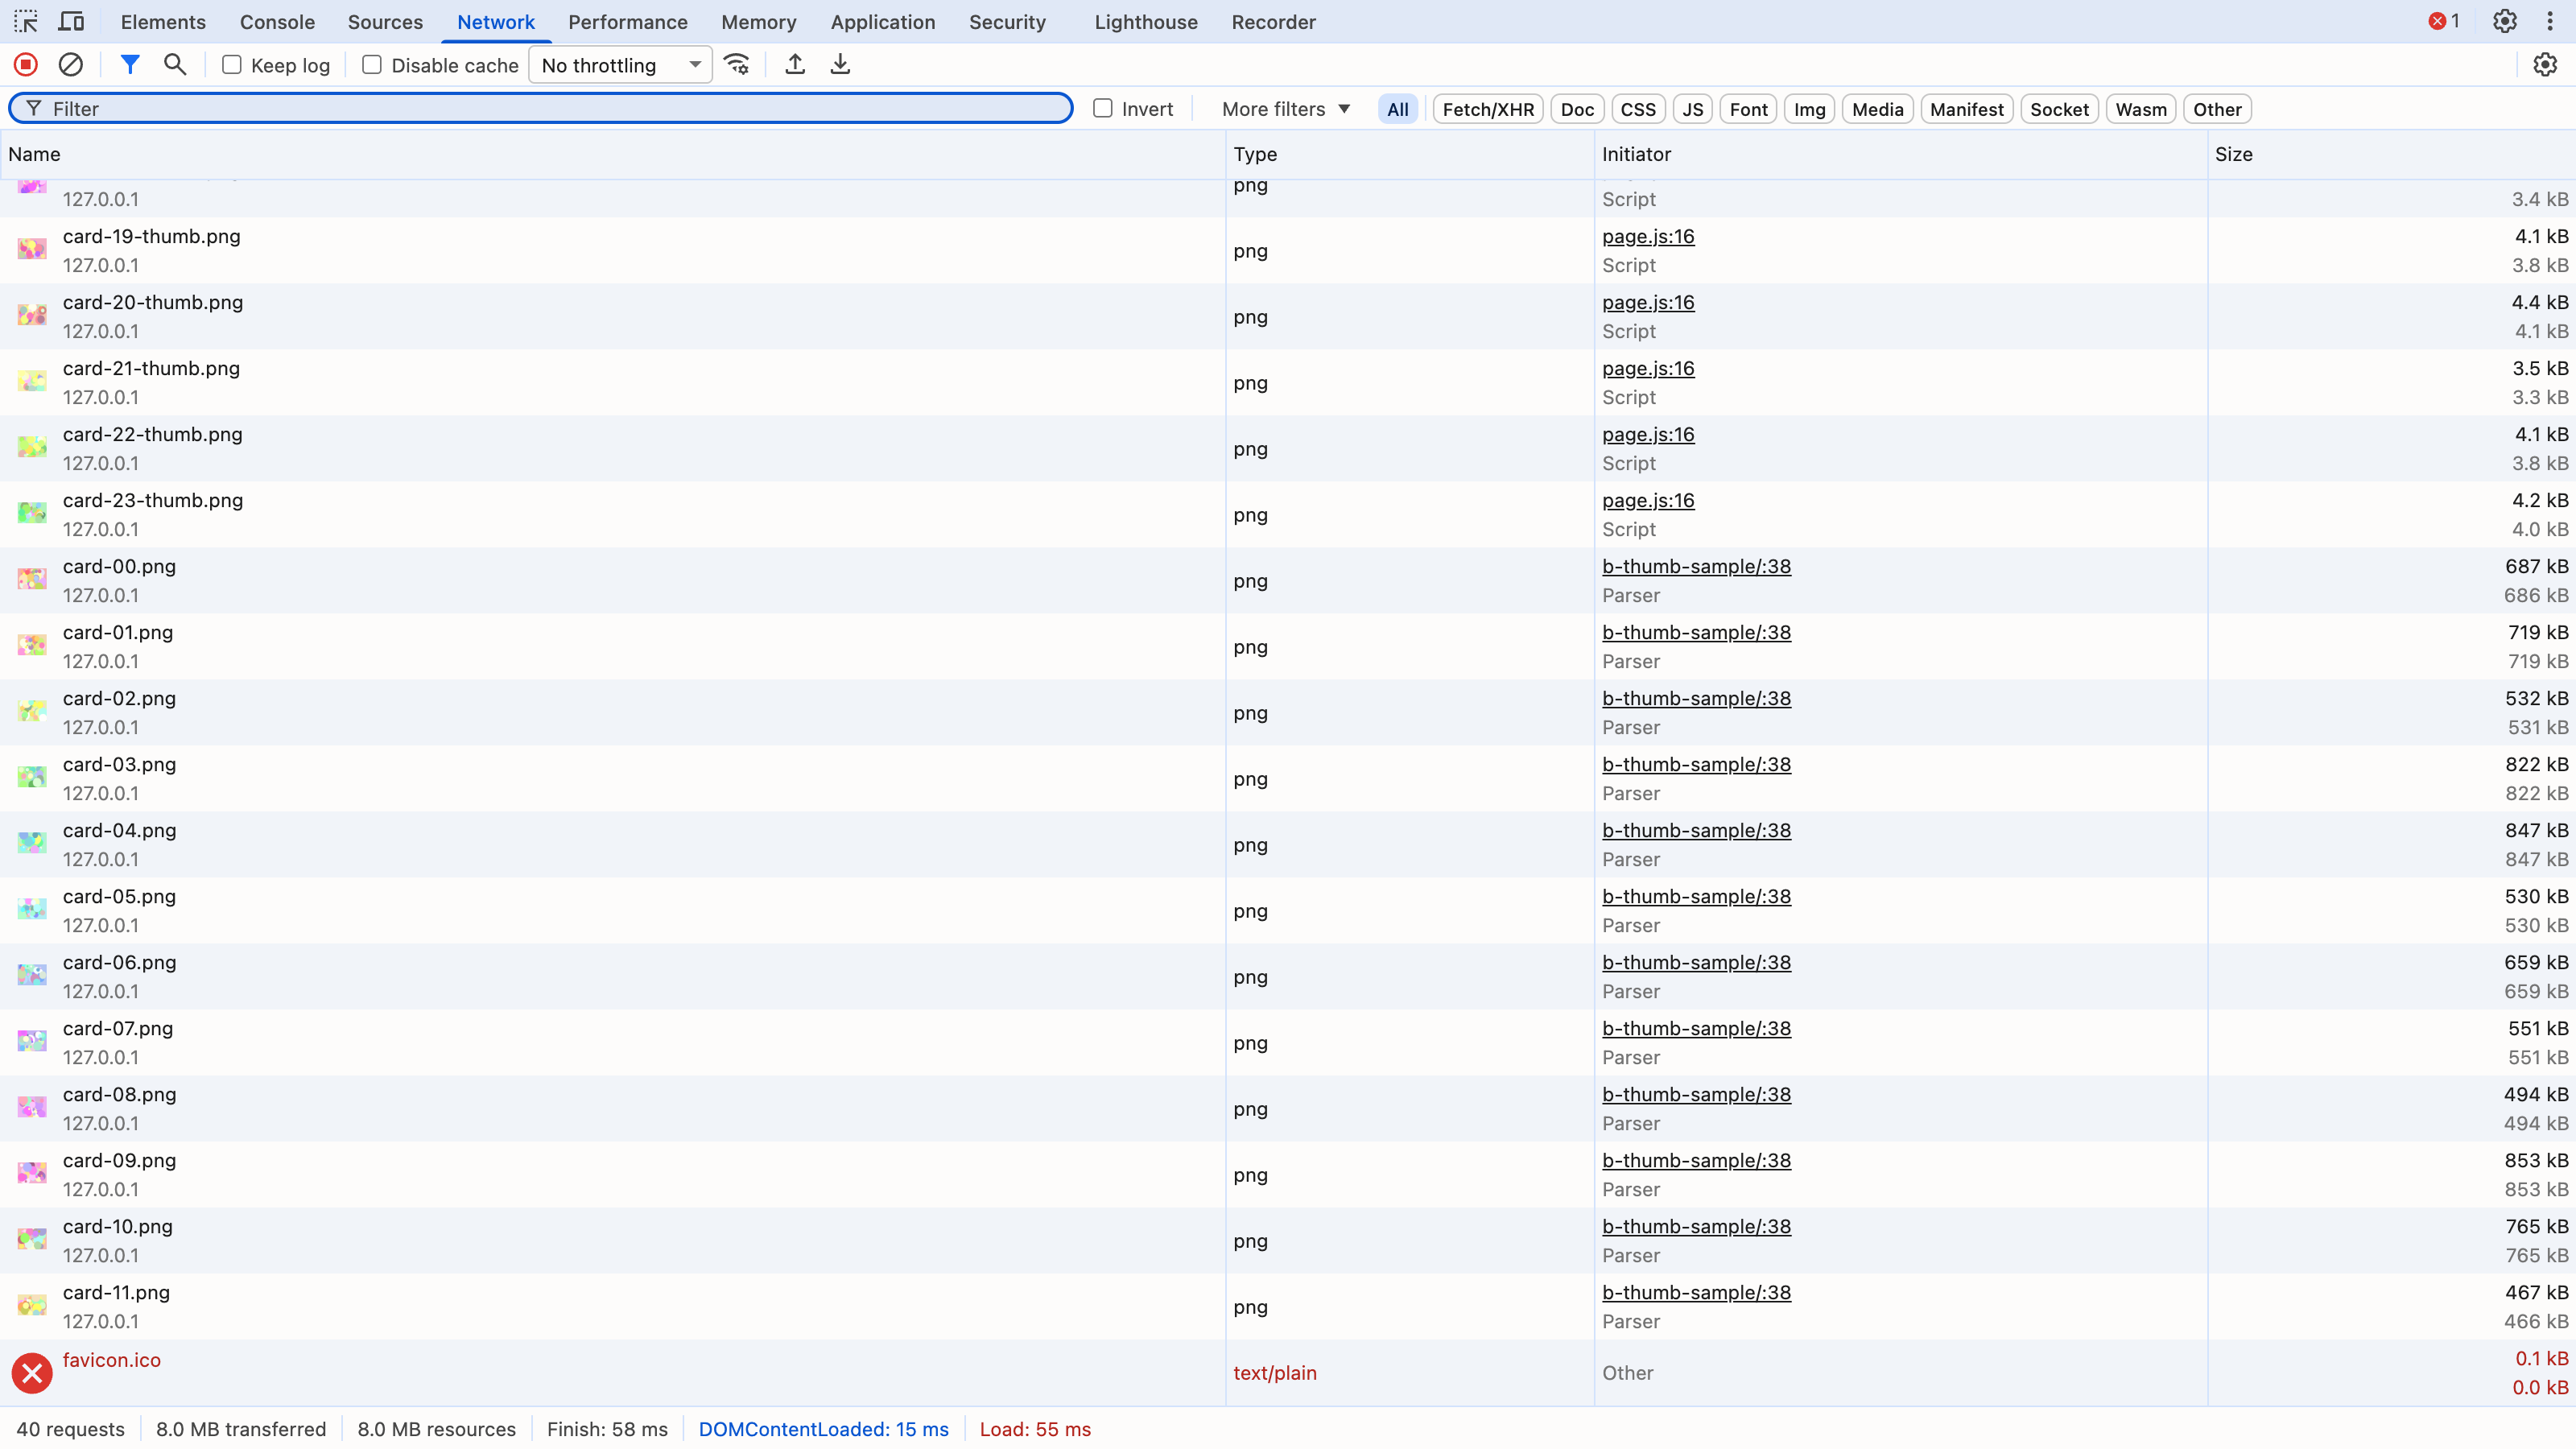 Elements Console Sources Network Performance Memory Application Security Lighthouse Recorder 1
Keep log Disable cache No throttling
Filter Invert More filters All Fetch/XHR Doc CSS JS Font Img Media Manifest Socket Wasm Other
Name Type Initiator Size
png
127.0.0.1 Script 3.4 kB
card-19-thumb.png page.js:16 4.1 kB
png
127.0.0.1 Script 3.8 kB
card-20-thumb.png page.js:16 4.4 kB
png
127.0.0.1 Script 4.1 kB
card-21-thumb.png page.js:16 3.5 kB
png
127.0.0.1 Script 3.3 kB
card-22-thumb.png page.js:16 4.1 kB
png
127.0.0.1 Script 3.8 kB
card-23-thumb.png page.js:16 4.2 kB
png
127.0.0.1 Script 4.0 kB
card-00.png b-thumb-sample/:38 687 kB
png
127.0.0.1 Parser 686 kB
card-01.png b-thumb-sample/:38 719 kB
png
127.0.0.1 Parser 719 kB
card-02.png b-thumb-sample/:38 532 kB
png
127.0.0.1 Parser 531 kB
card-03.png b-thumb-sample/:38 822 kB
png
127.0.0.1 Parser 822 kB
card-04.png b-thumb-sample/:38 847 kB
png
127.0.0.1 Parser 847 kB
card-05.png b-thumb-sample/:38 530 kB
png
127.0.0.1 Parser 530 kB
card-06.png b-thumb-sample/:38 659 kB
png
127.0.0.1 Parser 659 kB
card-07.png b-thumb-sample/:38 551 kB
png
127.0.0.1 Parser 551 kB
card-08.png b-thumb-sample/:38 494 kB
png
127.0.0.1 Parser 494 kB
card-09.png b-thumb-sample/:38 853 kB
png
127.0.0.1 Parser 853 kB
card-10.png b-thumb-sample/:38 765 kB
png
127.0.0.1 Parser 765 kB
card-11.png b-thumb-sample/:38 467 kB
png
127.0.0.1 Parser 466 kB
favicon.ico 0.1 kB
text/plain Other
0.0 kB
40 requests 8.0 MB transferred 8.0 MB resources Finish: 58 ms DOMContentLoaded: 15 ms Load: 55 ms